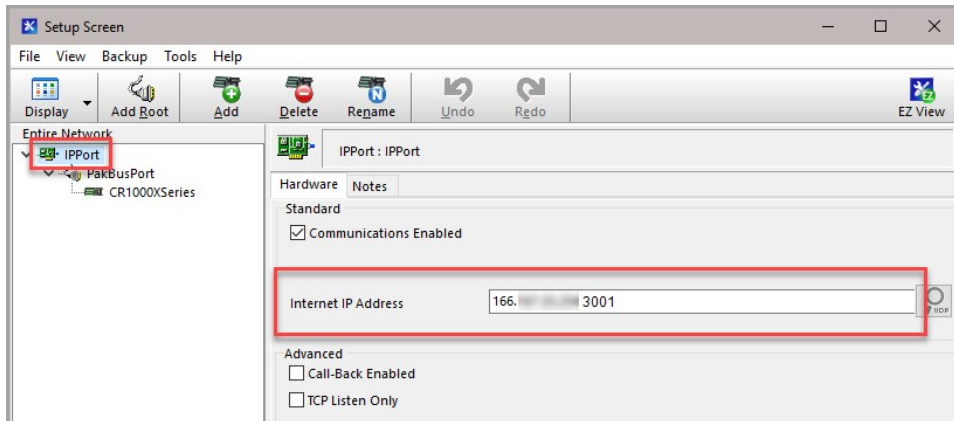 Setup Screen
File View Backup Tools Help
Display Add Root Add Delete Rename Undo Redo EZ View
Entire Network
IPPort
PakBusPort
CR1000XSeries
IPPort : IPPort
Hardware Notes
Standard
Communications Enabled
Internet IP Address 166. 3001
UDP
Advanced
Call-Back Enabled
TCP Listen Only